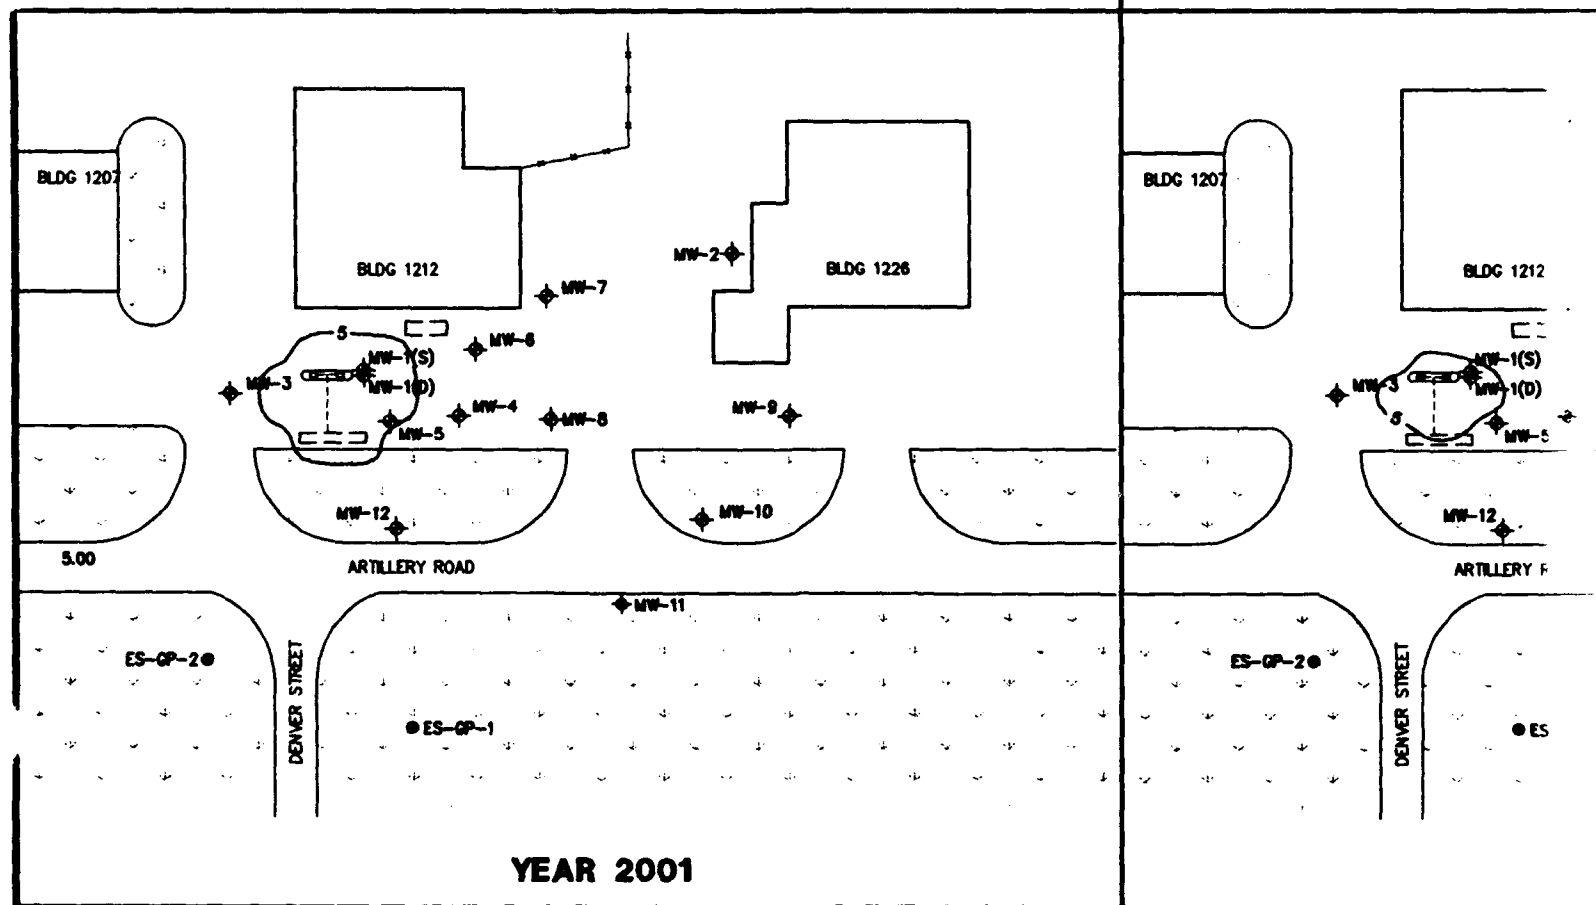 BLDG 1207
BLDG 1212
MW-2
BLDG 1226
MW-7
5
MW-6
MW-1(S)
MW-3
MW-1(D)
MW-4
MW-8
MW-9
MW-5
MW-12
MW-10
5.00
ARTILLERY ROAD
MW-11
ES-GP-2
DENVER STREET
ES-GP-1
YEAR 2001
BLDG 1207
BLDG 1212
MW-1(S)
MW-3
MW-1(D)
5
MW-5
MW-12
ARTILLERY
ES-GP-2
DENVER STREET
ES